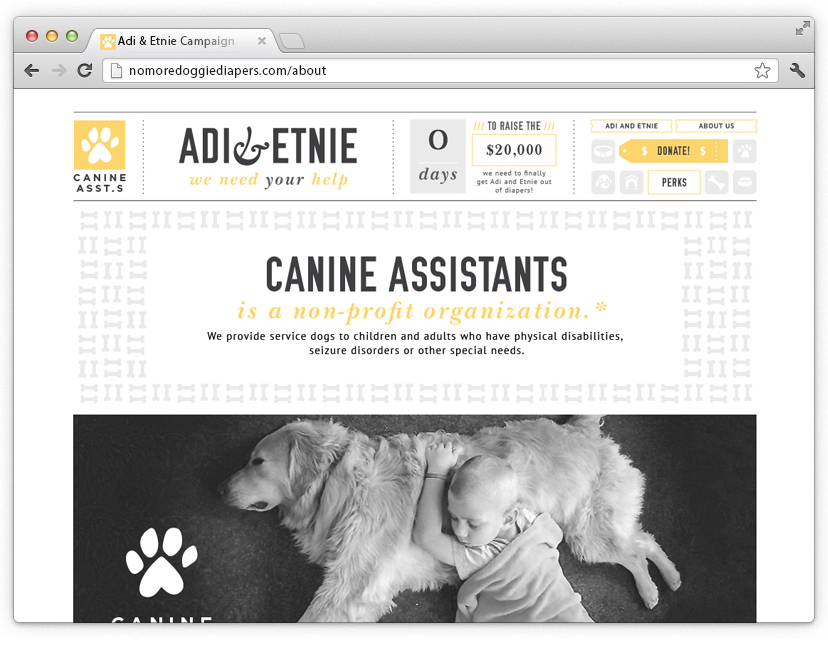 Adi & Etnie Campaign
nomoredoggiediapers.com/about
CANINE
ASST.S
ADI & ETNIE
we need your help
0
days
/// TO RAISE THE ///
$20,000
we need to finally
get Adi and Etnie out
of diapers!
ADI AND ETNIE
ABOUT US
$ DONATE! $
PERKS
CANINE ASSISTANTS
is a non-profit organization.*
We provide service dogs to children and adults who have physical disabilities,
seizure disorders or other special needs.
CANINE